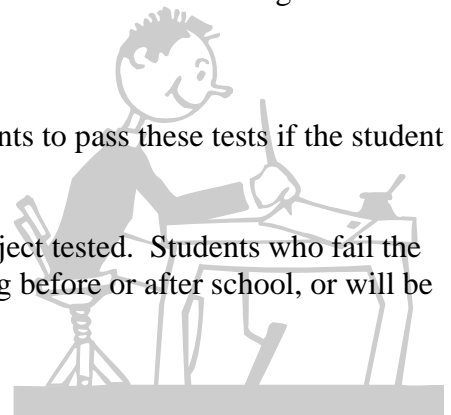 nts to pass these tests if the student
ject tested. Students who fail the
g before or after school, or will be